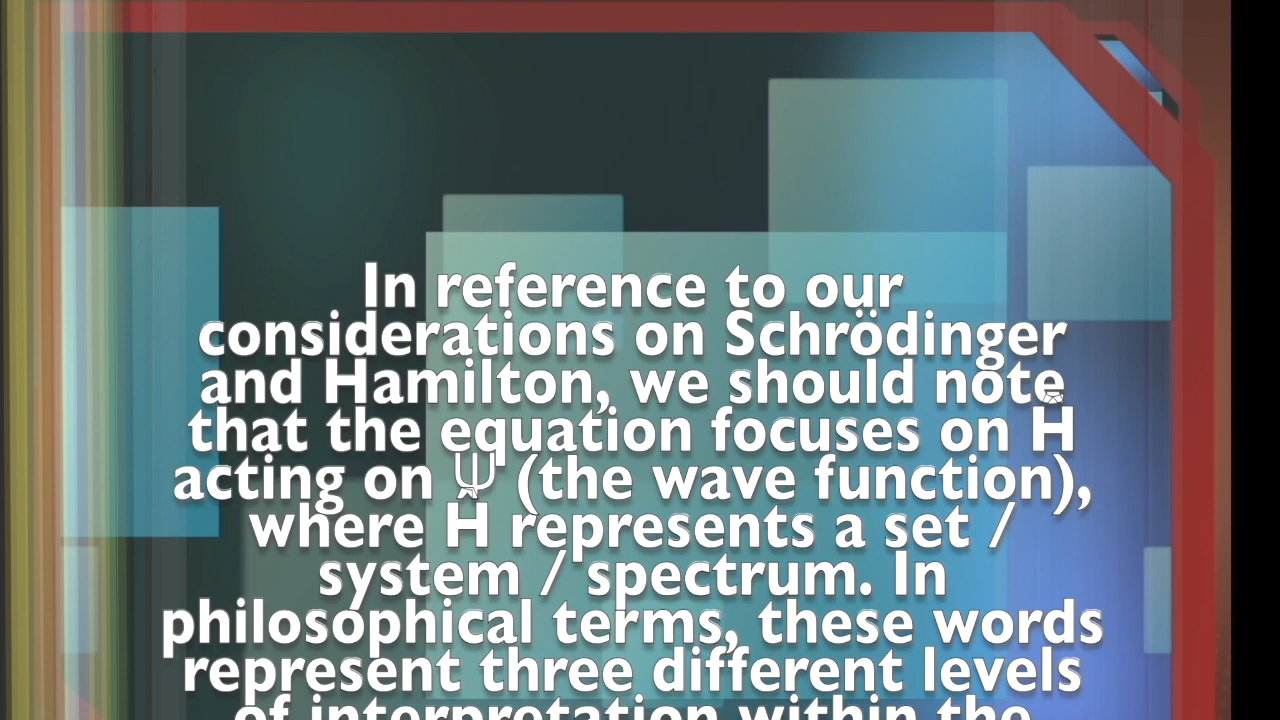 In reference to our
considerations on Schrödinger
and Hamilton, we should note
that the equation focuses on Ĥ
acting on Ψ (the wave function),
where Ĥ represents a set /
system / spectrum. In
philosophical terms, these words
represent three different levels
of interpretation within the